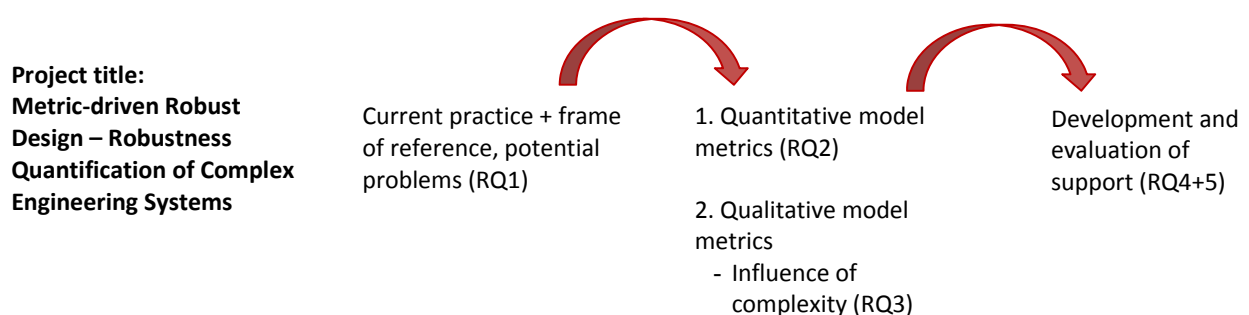 Project title:
Metric-driven Robust
Design – Robustness
Quantification of Complex
Engineering Systems
Current practice + frame
of reference, potential
problems (RQ1)
1. Quantitative model
metrics (RQ2)
2. Qualitative model
metrics
- Influence of
complexity (RQ3)
Development and
evaluation of
support (RQ4+5)